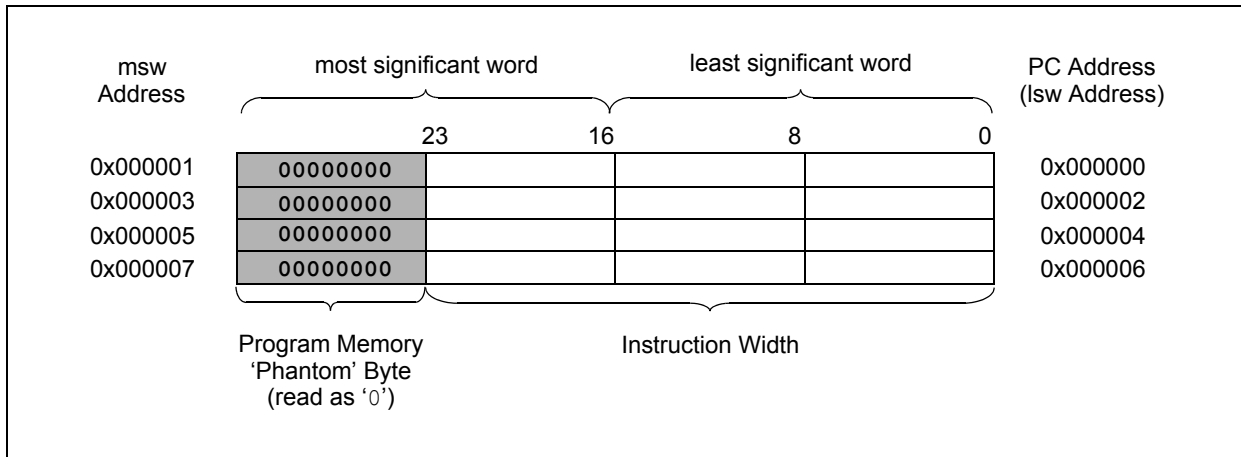 msw
Address
most significant word
least significant word
PC Address
(lsw Address)
23 16 8 0
0x000001 00000000 0x000000
0x000003 00000000 0x000002
0x000005 00000000 0x000004
0x000007 00000000 0x000006
Program Memory
‘Phantom’ Byte
(read as ‘0’)
Instruction Width